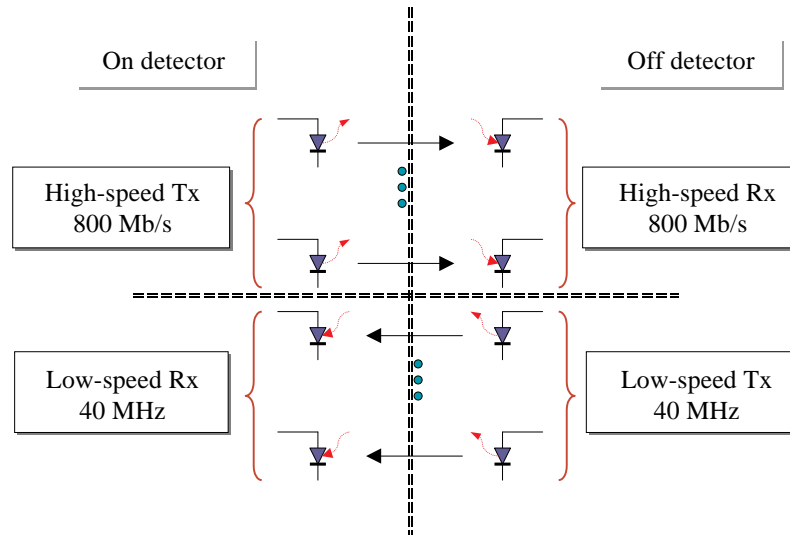 On detector
Off detector
High-speed Tx
800 Mb/s
High-speed Rx
800 Mb/s
Low-speed Rx
40 MHz
Low-speed Tx
40 MHz